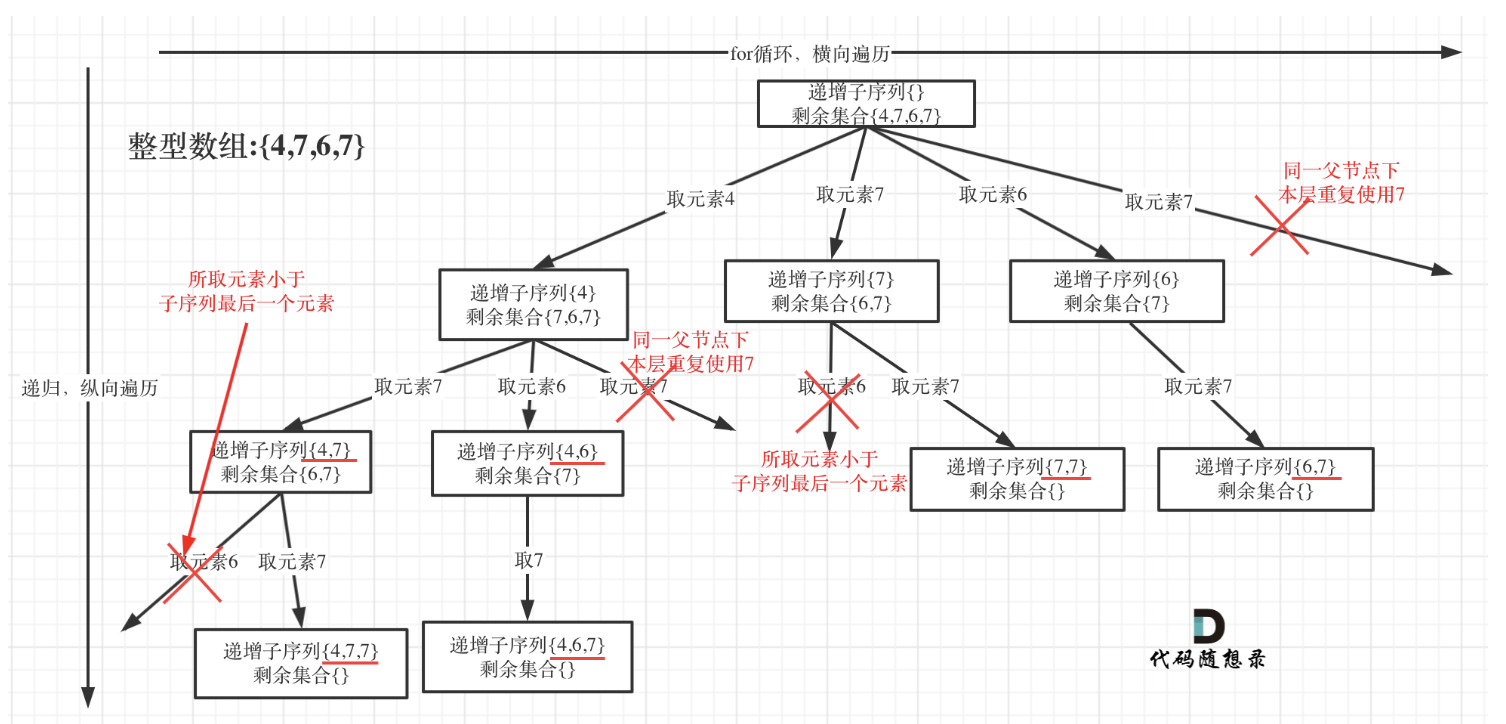 for循环，横向遍历
递增子序列{}
剩余集合{4,7,6,7}
整型数组:{4,7,6,7}
同一父节点下
本层重复使用7
取元素4
取元素7
取元素6
取元素7
所取元素小于
子序列最后一个元素
递增子序列{4}
剩余集合{7,6,7}
递增子序列{7}
剩余集合{6,7}
递增子序列{6}
剩余集合{7}
同一父节点下
本层重复使用7
递归，纵向遍历
取元素7
取元素6
取元素7
取元素6
取元素7
取元素7
递增子序列{4,7}
剩余集合{6,7}
递增子序列{4,6}
剩余集合{7}
所取元素小于
子序列最后一个元素
递增子序列{7,7}
剩余集合{}
递增子序列{6,7}
剩余集合{}
取元素6
取元素7
取7
递增子序列{4,7,7}
剩余集合{}
递增子序列{4,6,7}
剩余集合{}
代码随想录